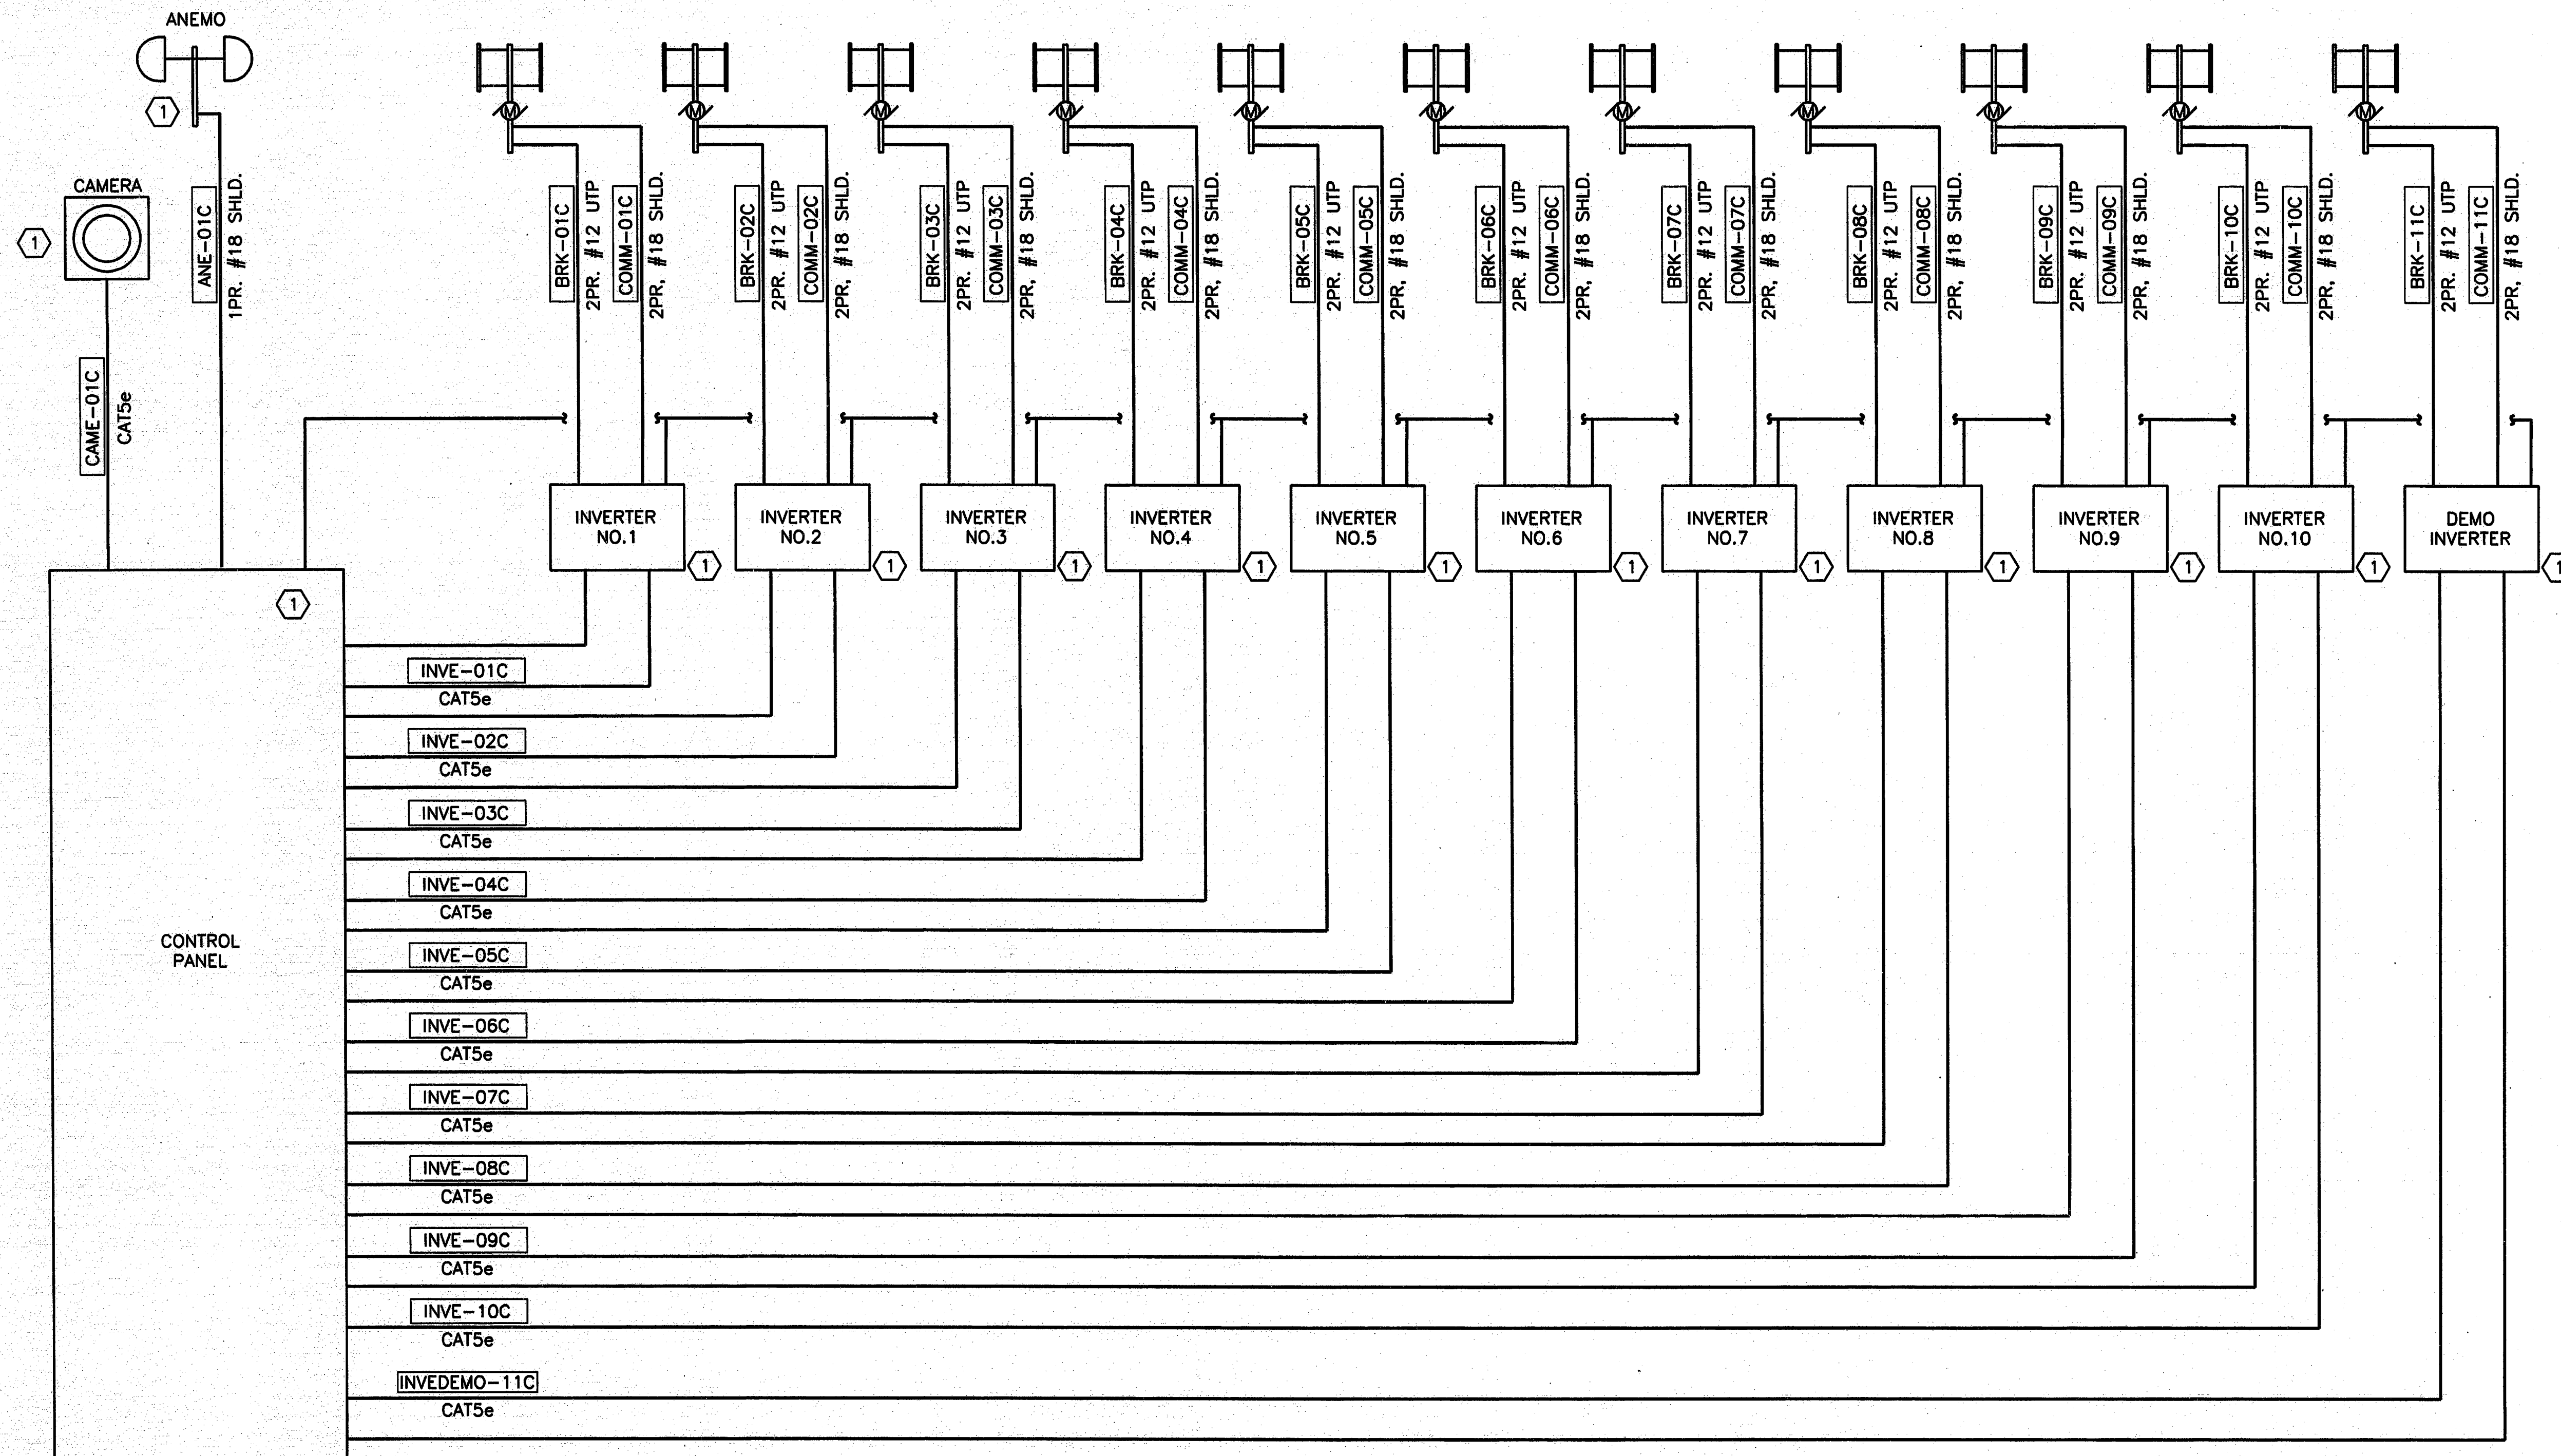 ANEMO
1
CAMERA
1
ANE-01C
1PR. #18 SHLD.
CAME-01C
CAT5e
M
BRK-01C
2PR. #12 UTP
COMM-01C
2PR, #18 SHLD.
M
BRK-02C
2PR. #12 UTP
COMM-02C
2PR, #18 SHLD.
M
BRK-03C
2PR. #12 UTP
COMM-03C
2PR, #18 SHLD.
M
BRK-04C
2PR. #12 UTP
COMM-04C
2PR, #18 SHLD.
M
BRK-05C
2PR. #12 UTP
COMM-05C
2PR, #18 SHLD.
M
BRK-06C
2PR. #12 UTP
COMM-06C
2PR, #18 SHLD.
M
BRK-07C
2PR. #12 UTP
COMM-07C
2PR, #18 SHLD.
M
BRK-08C
2PR. #12 UTP
COMM-08C
2PR, #18 SHLD.
M
BRK-09C
2PR. #12 UTP
COMM-09C
2PR, #18 SHLD.
M
BRK-10C
2PR. #12 UTP
COMM-10C
2PR, #18 SHLD.
M
BRK-11C
2PR. #12 UTP
COMM-11C
2PR, #18 SHLD.
INVERTER
NO.1
1
INVERTER
NO.2
1
INVERTER
NO.3
1
INVERTER
NO.4
1
INVERTER
NO.5
1
INVERTER
NO.6
1
INVERTER
NO.7
1
INVERTER
NO.8
1
INVERTER
NO.9
1
INVERTER
NO.10
1
DEMO
INVERTER
1
1
CONTROL
PANEL
INVE-01C
CAT5e
INVE-02C
CAT5e
INVE-03C
CAT5e
INVE-04C
CAT5e
INVE-05C
CAT5e
INVE-06C
CAT5e
INVE-07C
CAT5e
INVE-08C
CAT5e
INVE-09C
CAT5e
INVE-10C
CAT5e
INVEDEMO-11C
CAT5e